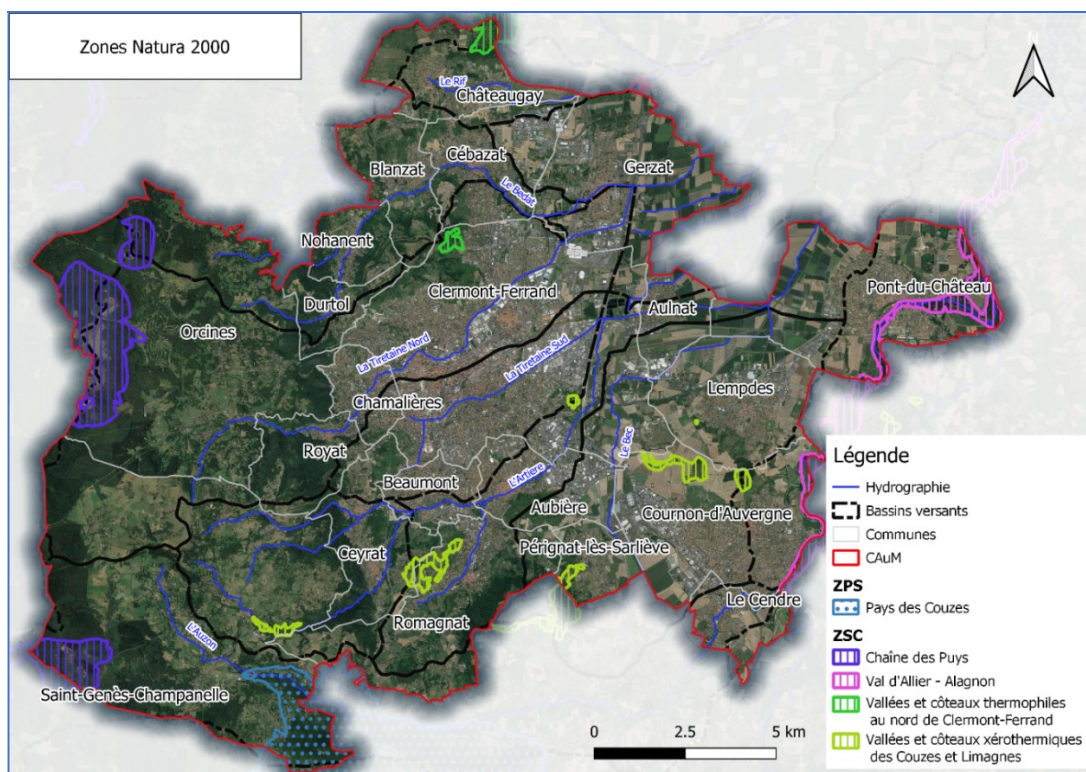 Zones Natura 2000
N
Le Rif
Châteaugay
Cébazat
Blanzat
Gerzat
Le Bédat
Nohanent
Clermont-Ferrand
Durtol
Orcines
Aulnat
Pont-du-Château
La Tiretaine Nord
La Tiretaine Sud
Lempdes
Chamalières
Royat
Le Bec
Beaumont
L'Artiere
Aubière
Cournon-d'Auvergne
Ceyrat
Pérignat-lès-Sarliève
Le Cendre
Romagnat
L'Auzon
Saint-Genès-Champanelle
0 2.5 5 km
Légende
Hydrographie
Bassins versants
Communes
CAuM
ZPS
Pays des Couzes
ZSC
Chaîne des Puys
Val d'Allier - Alagnon
Vallées et côteaux thermophiles
au nord de Clermont-Ferrand
Vallées et côteaux xérothermiques
des Couzes et Limagnes